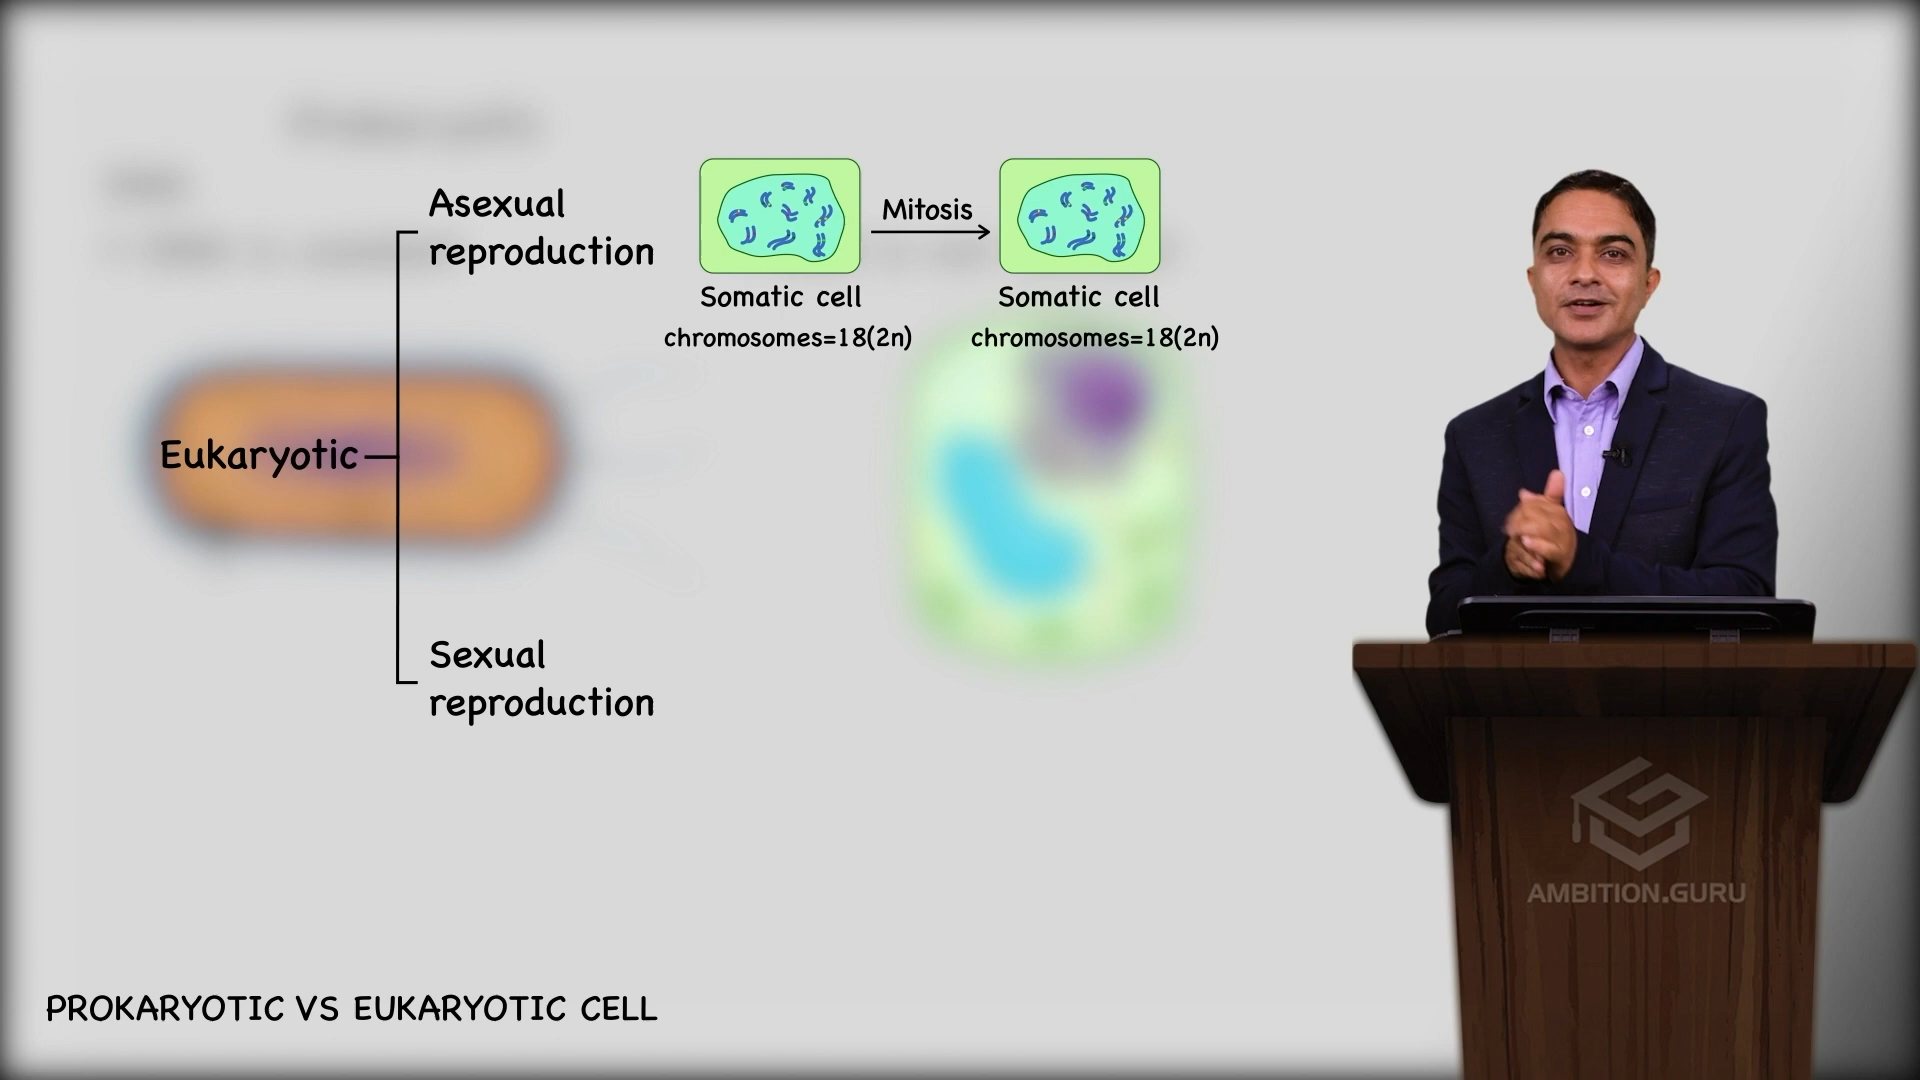 Asexual
reproduction
Mitosis
Somatic cell
Somatic cell
chromosomes=18(2n)
chromosomes=18(2n)
Eukaryotic
Sexual
reproduction
AMBITION.GURU
PROKARYOTIC VS EUKARYOTIC CELL